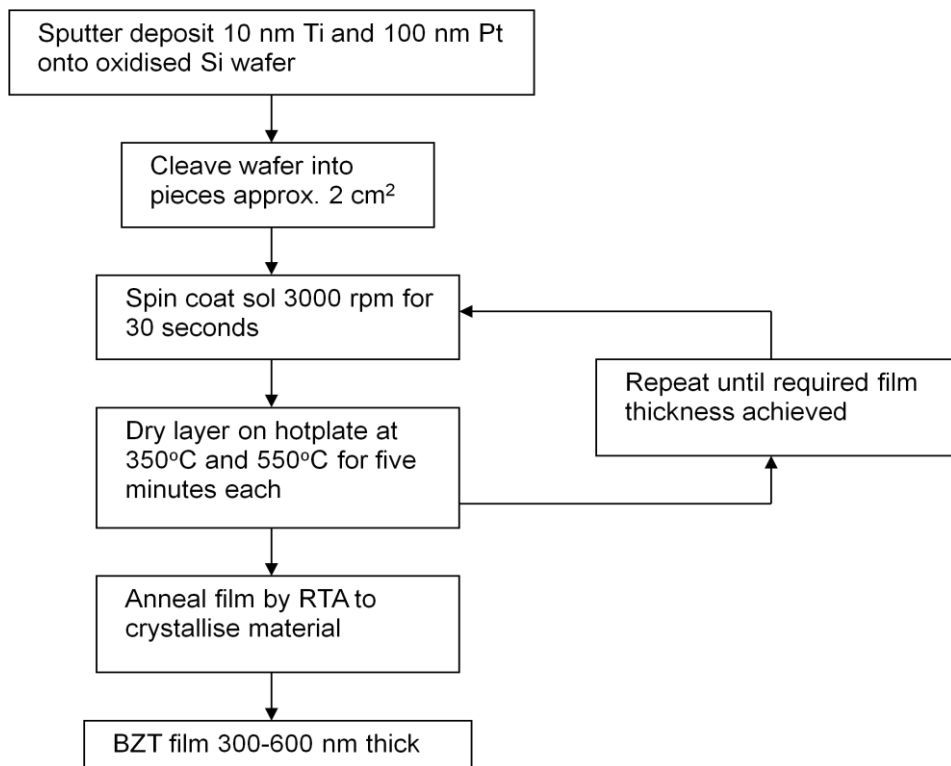 Sputter deposit 10 nm Ti and 100 nm Pt
onto oxidised Si wafer
Cleave wafer into
pieces approx. 2 cm²
Spin coat sol 3000 rpm for
30 seconds
Repeat until required film
thickness achieved
Dry layer on hotplate at
350°C and 550°C for five
minutes each
Anneal film by RTA to
crystallise material
BZT film 300-600 nm thick